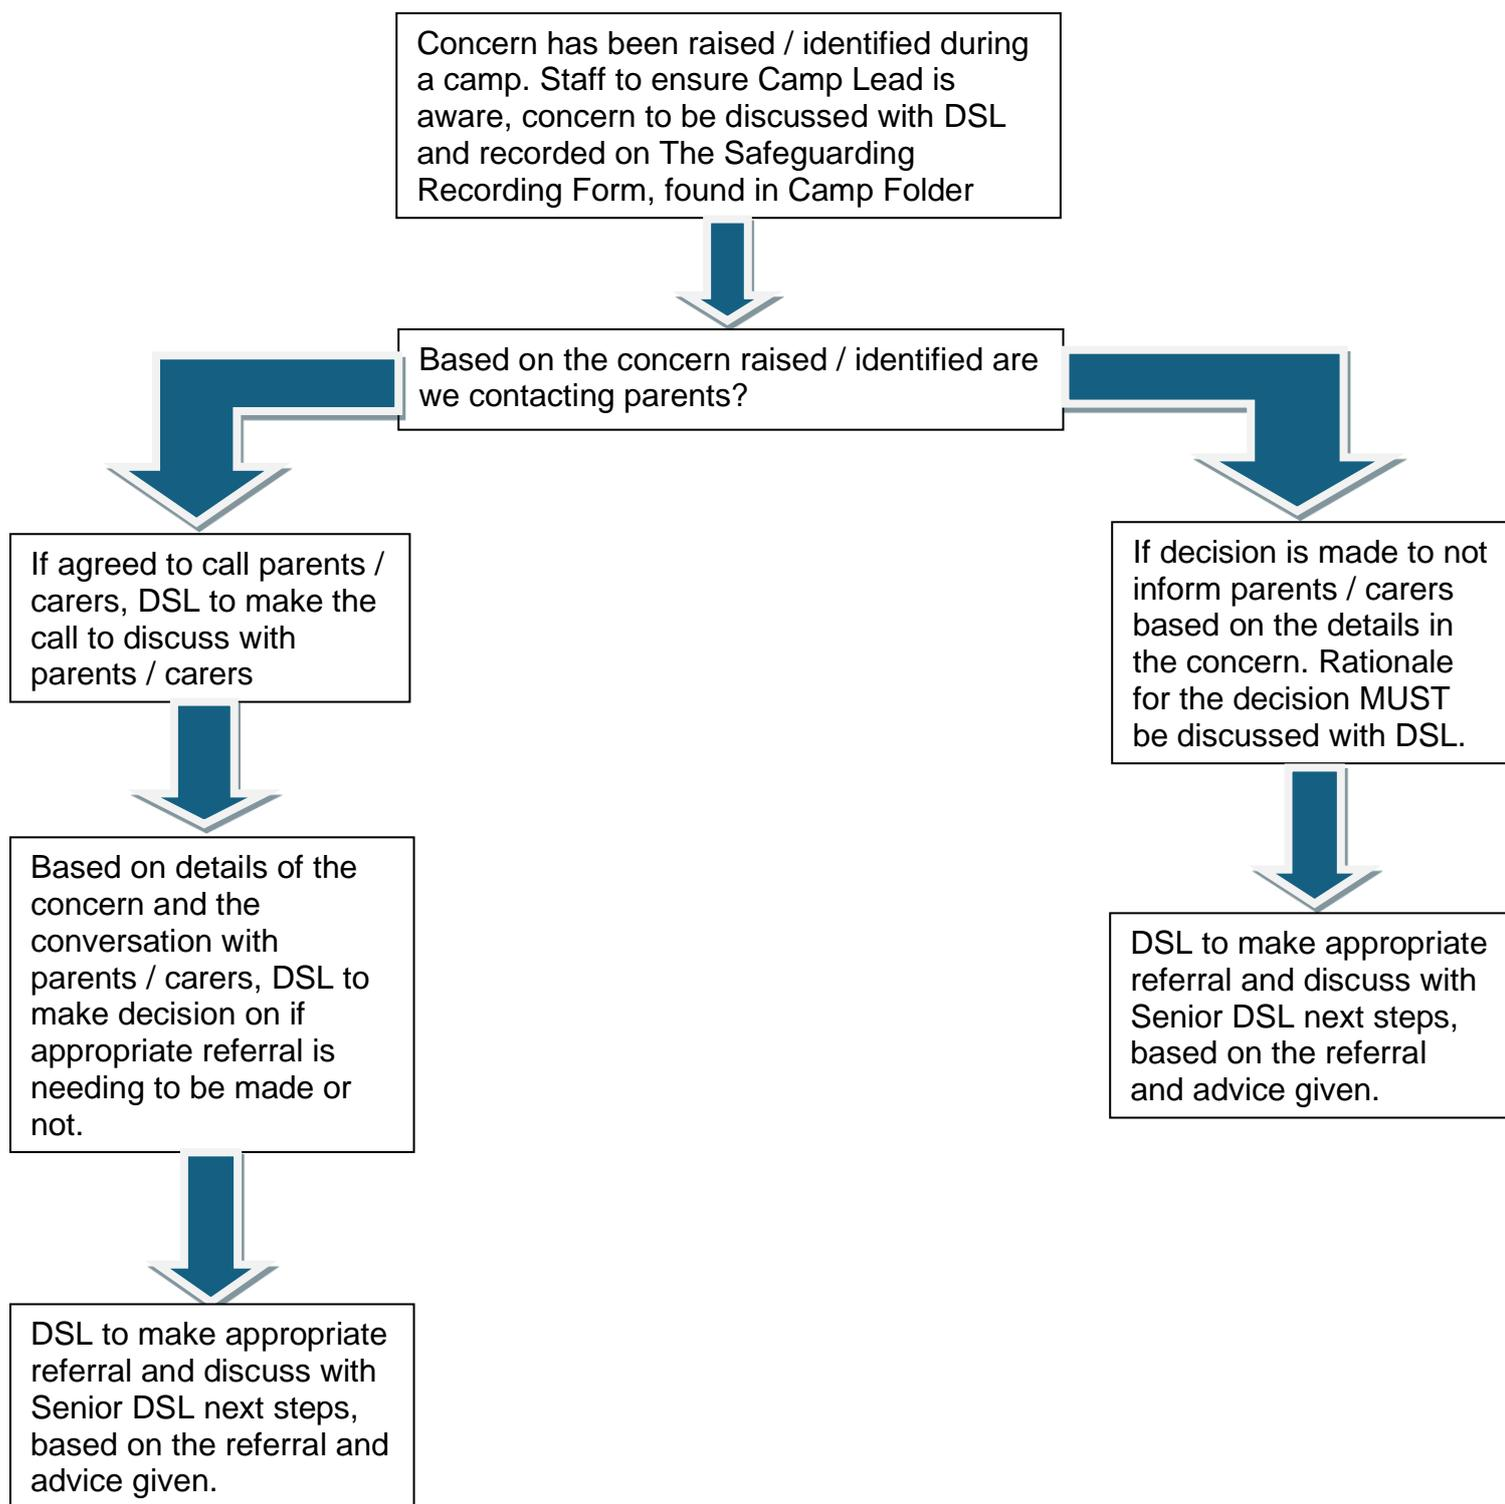 Concern has been raised / identified during
a camp. Staff to ensure Camp Lead is
aware, concern to be discussed with DSL
and recorded on The Safeguarding
Recording Form, found in Camp Folder
Based on the concern raised / identified are
we contacting parents?
If agreed to call parents /
carers, DSL to make the
call to discuss with
parents / carers
Based on details of the
concern and the
conversation with
parents / carers, DSL to
make decision on if
appropriate referral is
needing to be made or
not.
DSL to make appropriate
referral and discuss with
Senior DSL next steps,
based on the referral and
advice given.
If decision is made to not
inform parents / carers
based on the details in
the concern. Rationale
for the decision MUST
be discussed with DSL.
DSL to make appropriate
referral and discuss with
Senior DSL next steps,
based on the referral
and advice given.